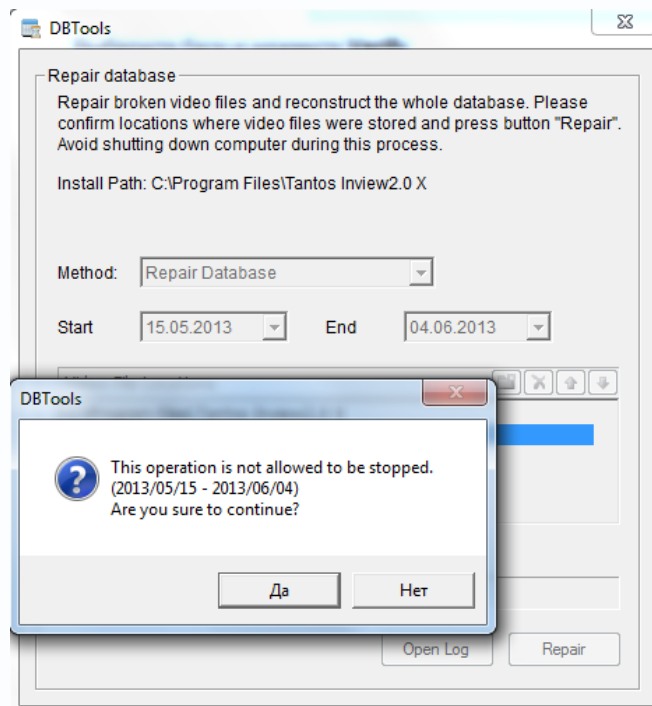 DBTools
Repair database
Repair broken video files and reconstruct the whole database. Please
confirm locations where video files were stored and press button "Repair".
Avoid shutting down computer during this process.
Install Path: C:\Program Files\Tantos Inview2.0 X
Method: Repair Database
Start 15.05.2013 End 04.06.2013
DBTools
This operation is not allowed to be stopped.
(2013/05/15 - 2013/06/04)
Are you sure to continue?
Да Нет
Open Log Repair